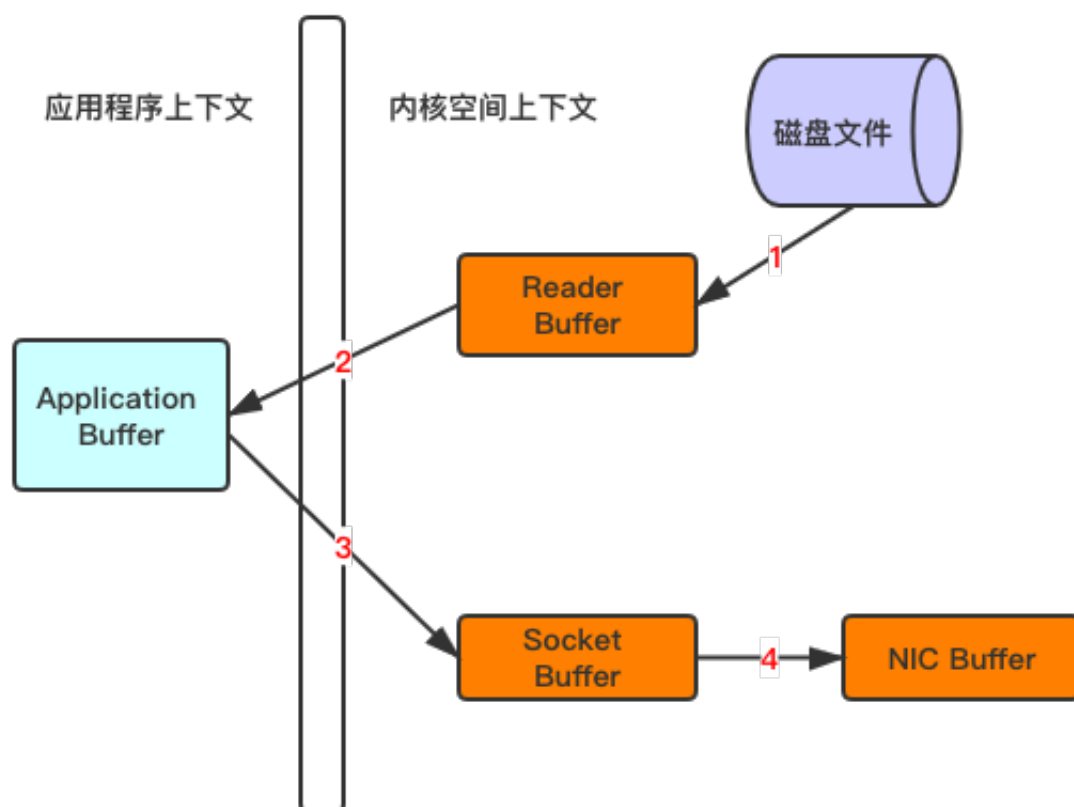 应用程序上下文
内核空间上下文
磁盘文件
1
Reader
Buffer
2
Application
Buffer
3
Socket
Buffer
4
NIC Buffer